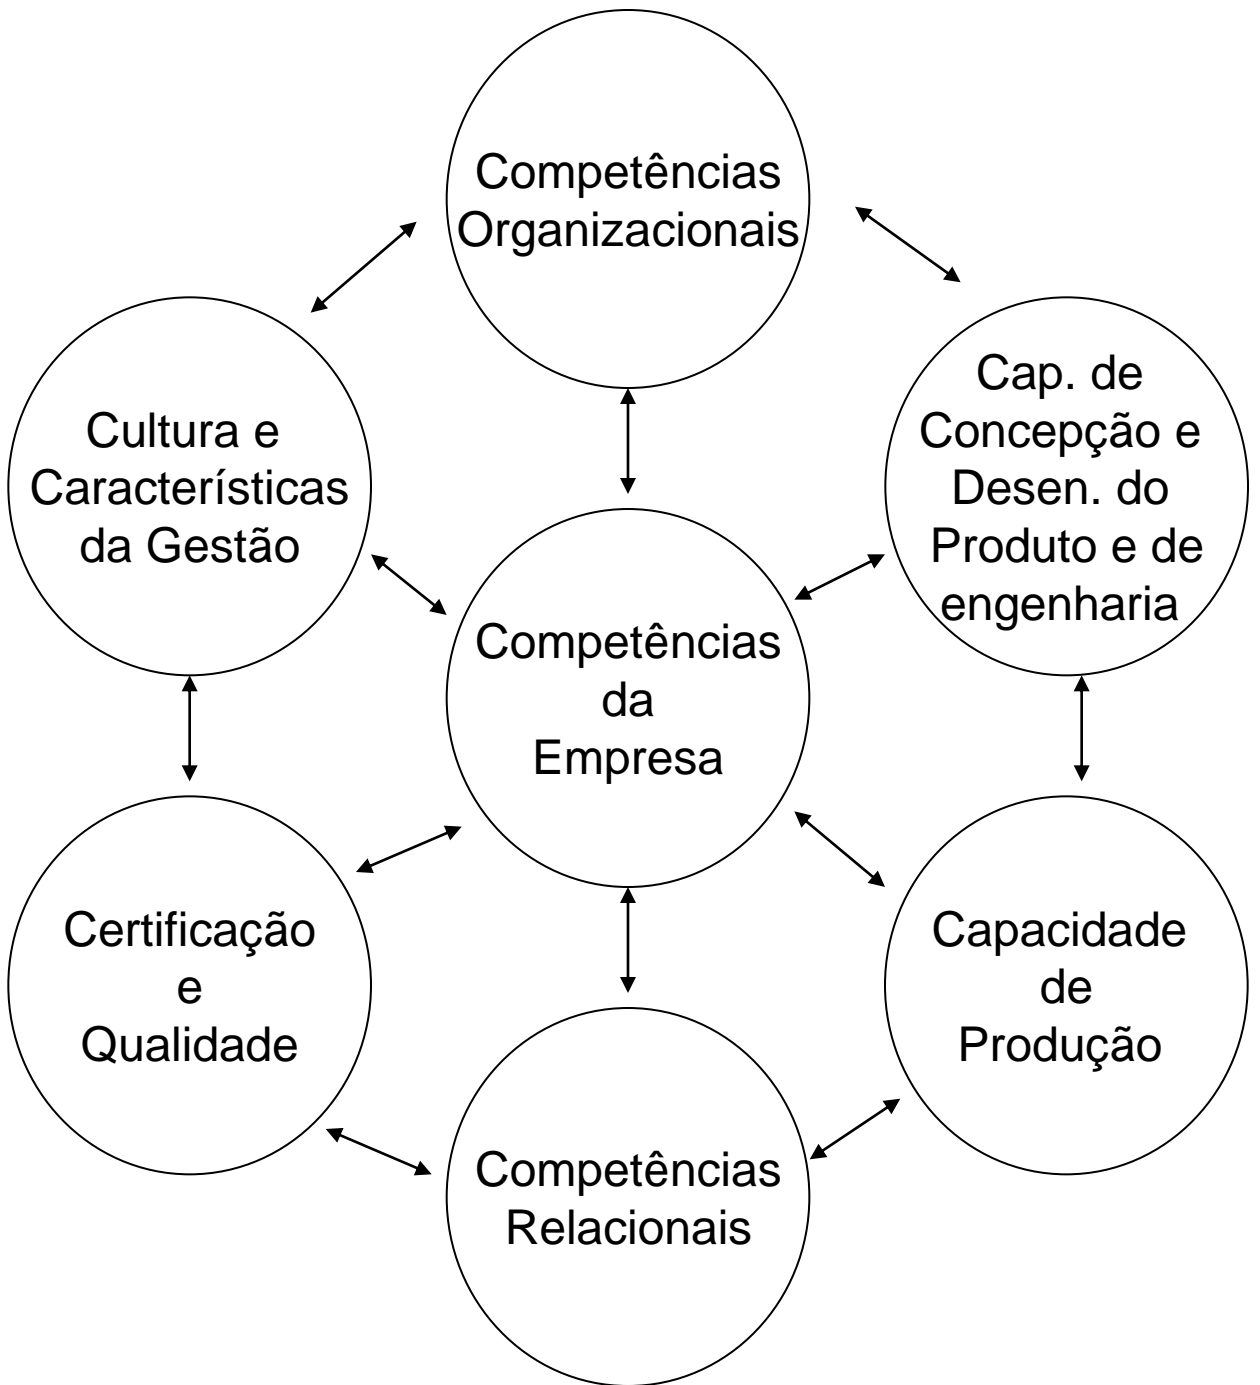 Competências
Organizacionais
Cultura e
Características
da Gestão
Cap. de
Concepção e
Desen. do
Produto e de
engenharia
Competências
da
Empresa
Certificação
e
Qualidade
Capacidade
de
Produção
Competências
Relacionais